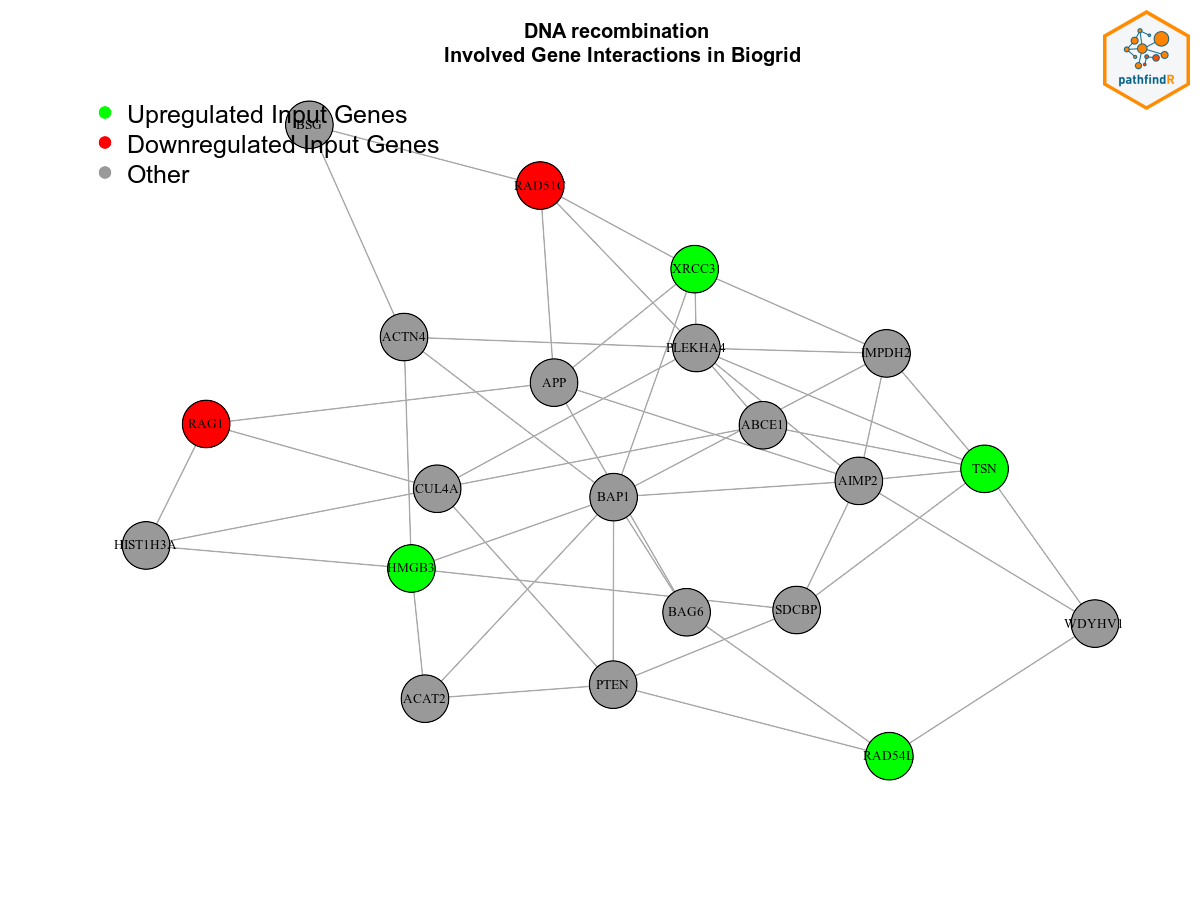 DNA recombination
Involved Gene Interactions in Biogrid
pathfindR
Upregulated Input Genes
BSG
Downregulated Input Genes
Other
RAD51C
XRCC3
ACTN4
PLEKHA4
IMPDH2
APP
RAG1
ABCE1
TSN
CUL4A
BAP1
AIMP2
HIST1H3A
HMGB3
BAG6
SDCBP
WDYHV1
ACAT2
PTEN
RAD54L